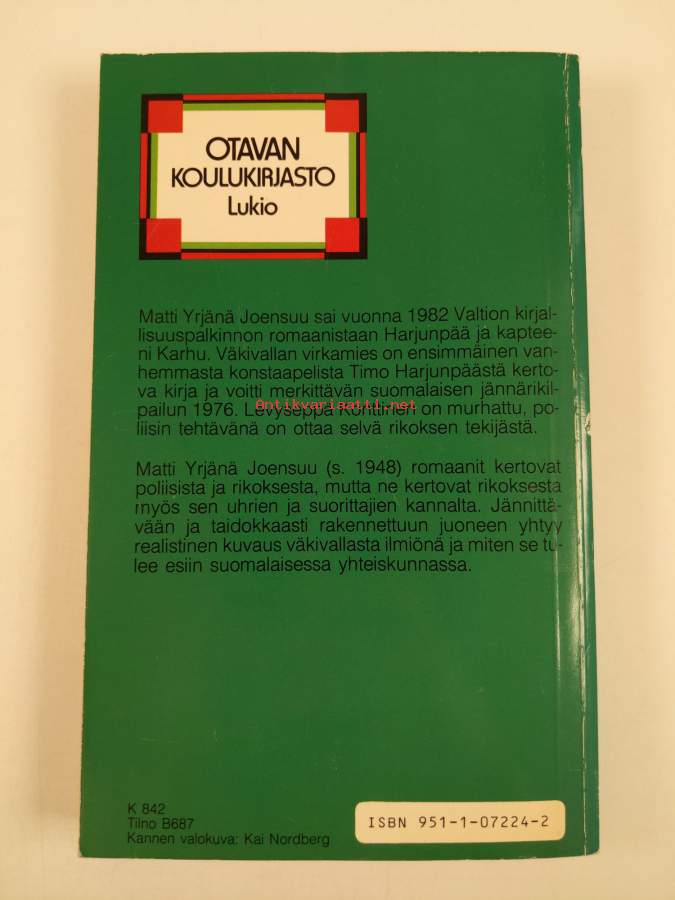 OTAVAN
KOULUKIRJASTO
Lukio
Matti Yrjänä Joensuu sai vuonna 1982 Valtion kirjal-
lisuuspalkinnon romaanistaan Harjunpää ja kaptee-
ni Karhu. Väkivallan virkamies on ensimmäinen van-
hemmasta konstaapelista Timo Harjunpäästä kerto-
va kirja ja voitti merkittävän suomalaisen jännärikil-
pailun 1976. Levyseppä Konttinen on murhattu, po-
liisin tehtävänä on ottaa selvä rikoksen tekijästä.
Antikvariaatti.net
Matti Yrjänä Joensuu (s. 1948) romaanit kertovat
poliisista ja rikoksesta, mutta ne kertovat rikoksesta
myös sen uhrien ja suorittajien kannalta. Jännittä-
vään ja taidokkaasti rakennettuun juoneen yhtyy
realistinen kuvaus väkivallasta ilmiönä ja miten se tu-
lee esiin suomalaisessa yhteiskunnassa.
K 842
Tilno B687
Kannen valokuva: Kai Nordberg
ISBN 951-1-07224-2